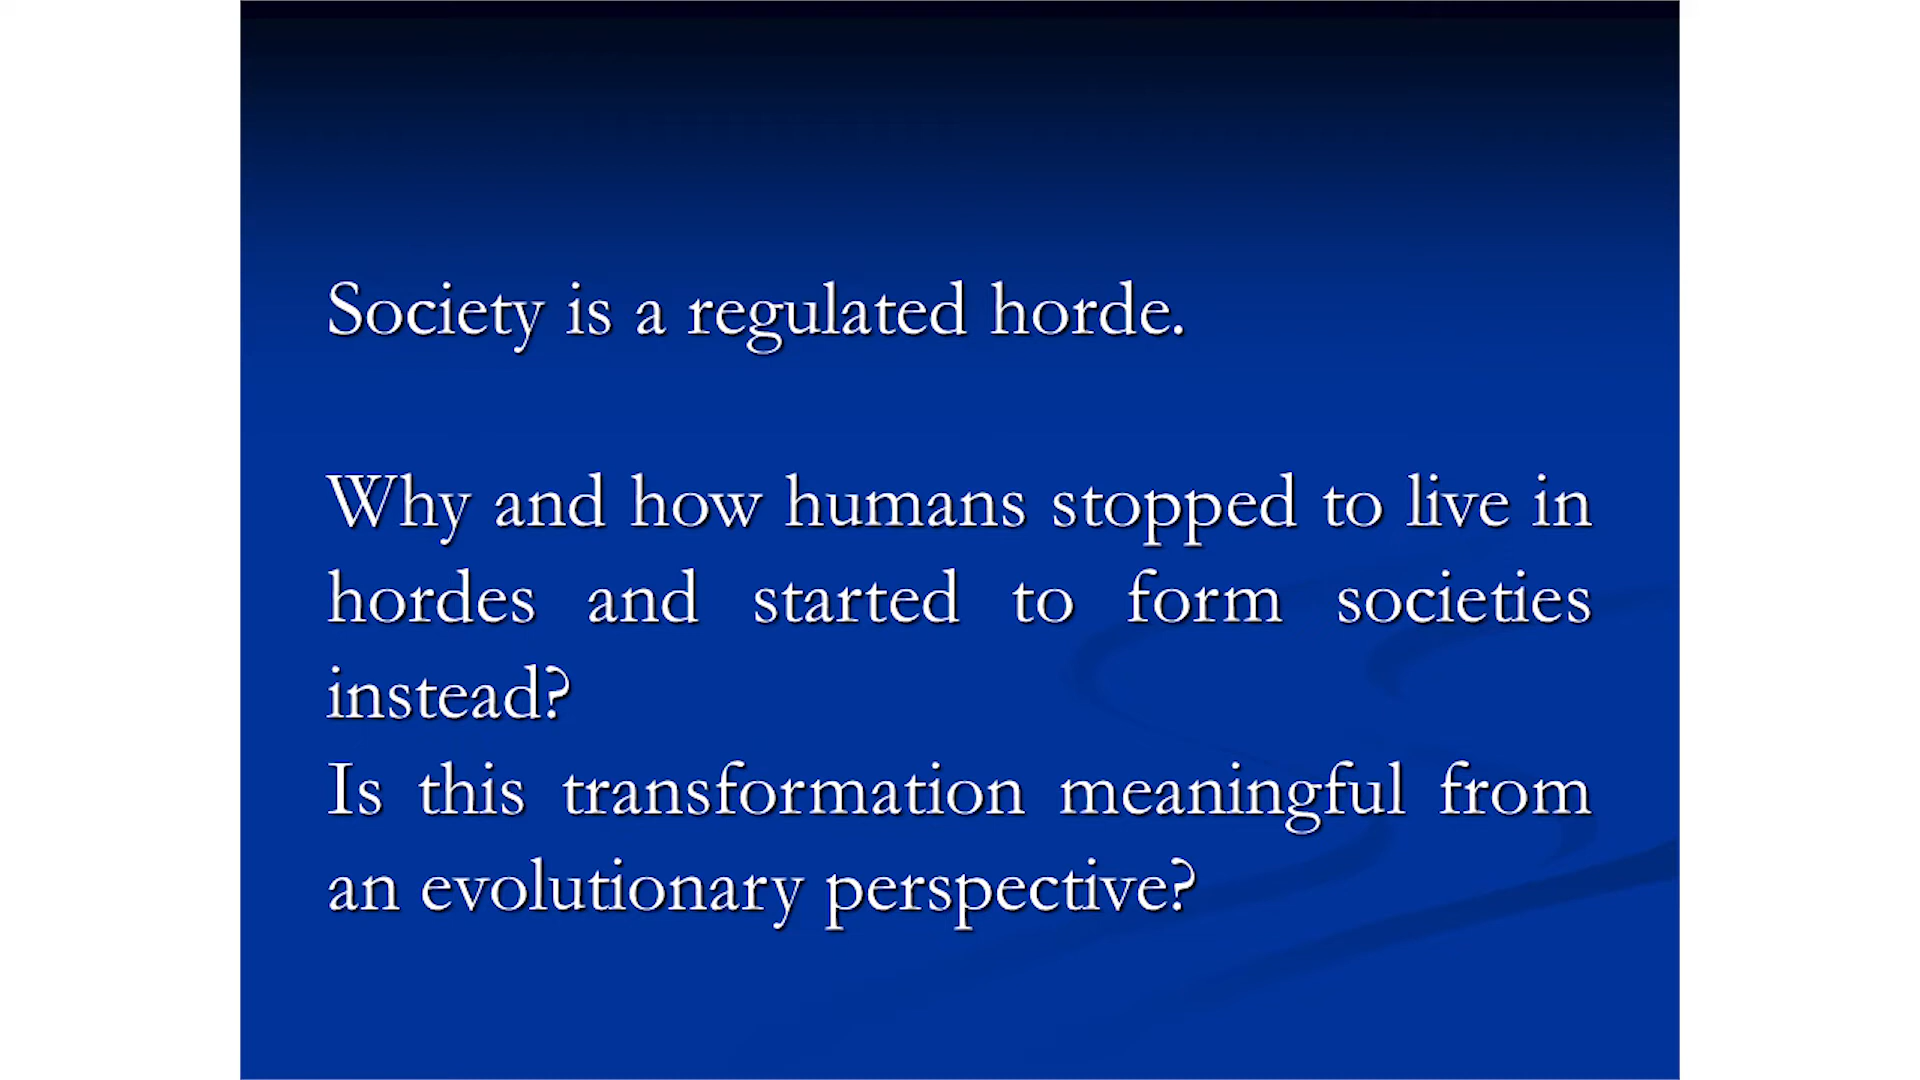 Society is a regulated horde.
Why and how humans stopped to live in
hordes and started to form societies
instead?
Is this transformation meaningful from
an evolutionary perspective?